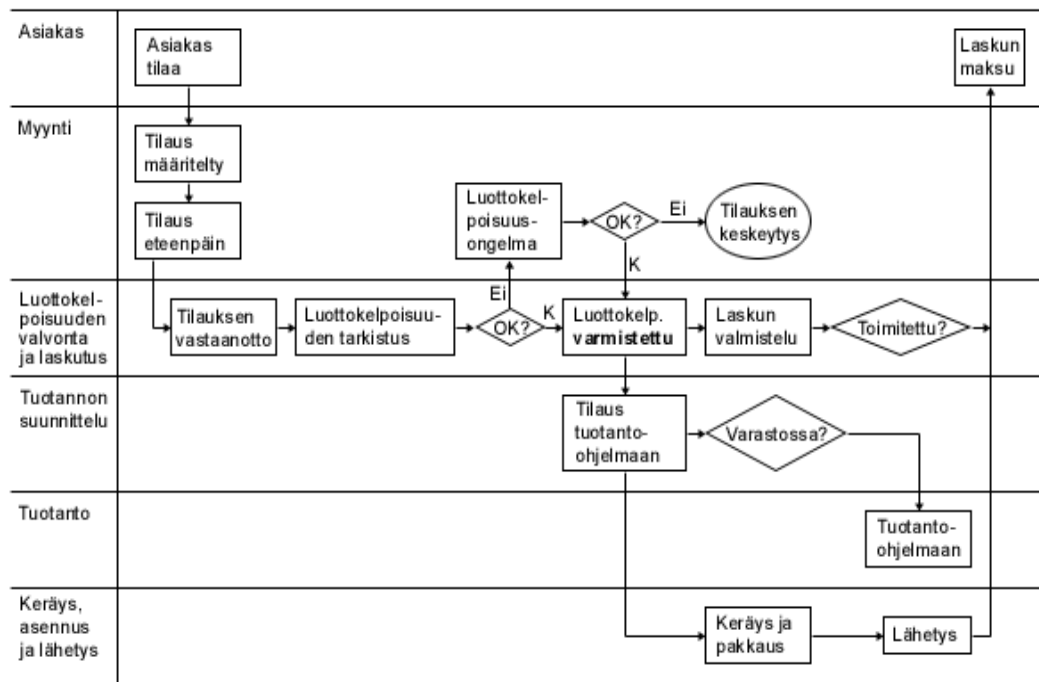 Asiakas
Asiakas
tilaa
Laskun
maksu
Myynti
Tilaus
määritelty
Tilaus
eteenpäin
Luottokel-
poisuus-
ongelma
OK?
Ei
Tilauksen
keskeytys
K
Luottokel-
poisuuden
valvonta
ja laskutus
Tilauksen
vastaanotto
Luottokelpoisuu-
den tarkistus
Ei
OK?
K
Luottokelp.
varmistettu
Laskun
valmistelu
Toimitettu?
Tuotannon
suunnittelu
Tilaus
tuotanto-
ohjelmaan
Varastossa?
Tuotanto
Tuotanto-
ohjelmaan
Keräys,
asennus
ja lähetys
Keräys ja
pakkaus
Lähetys